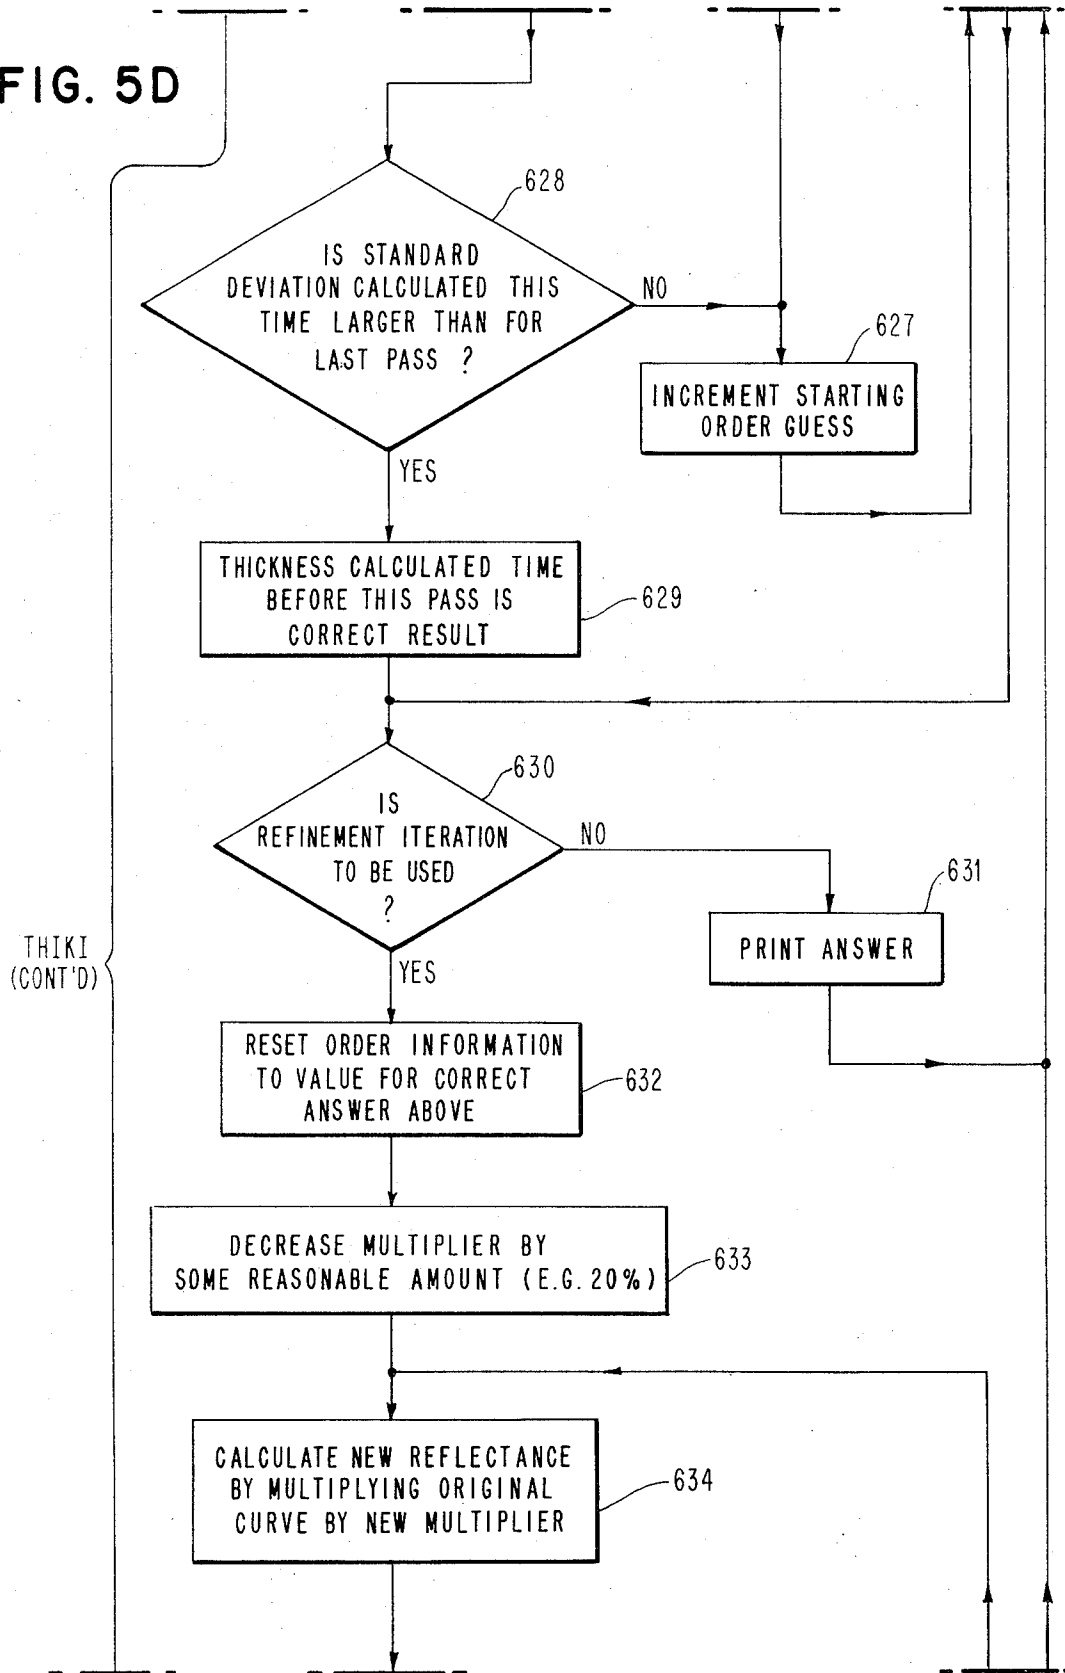 FIG. 5D
628
IS STANDARD
DEVIATION CALCULATED THIS
TIME LARGER THAN FOR
LAST PASS ?
NO
627
INCREMENT STARTING
ORDER GUESS
YES
THICKNESS CALCULATED TIME
BEFORE THIS PASS IS
CORRECT RESULT
629
630
IS
REFINEMENT ITERATION
TO BE USED
?
NO
631
PRINT ANSWER
THIKI
(CONT'D)
YES
RESET ORDER INFORMATION
TO VALUE FOR CORRECT
ANSWER ABOVE
632
DECREASE MULTIPLIER BY
SOME REASONABLE AMOUNT (E.G. 20%)
633
CALCULATE NEW REFLECTANCE
BY MULTIPLYING ORIGINAL
CURVE BY NEW MULTIPLIER
634